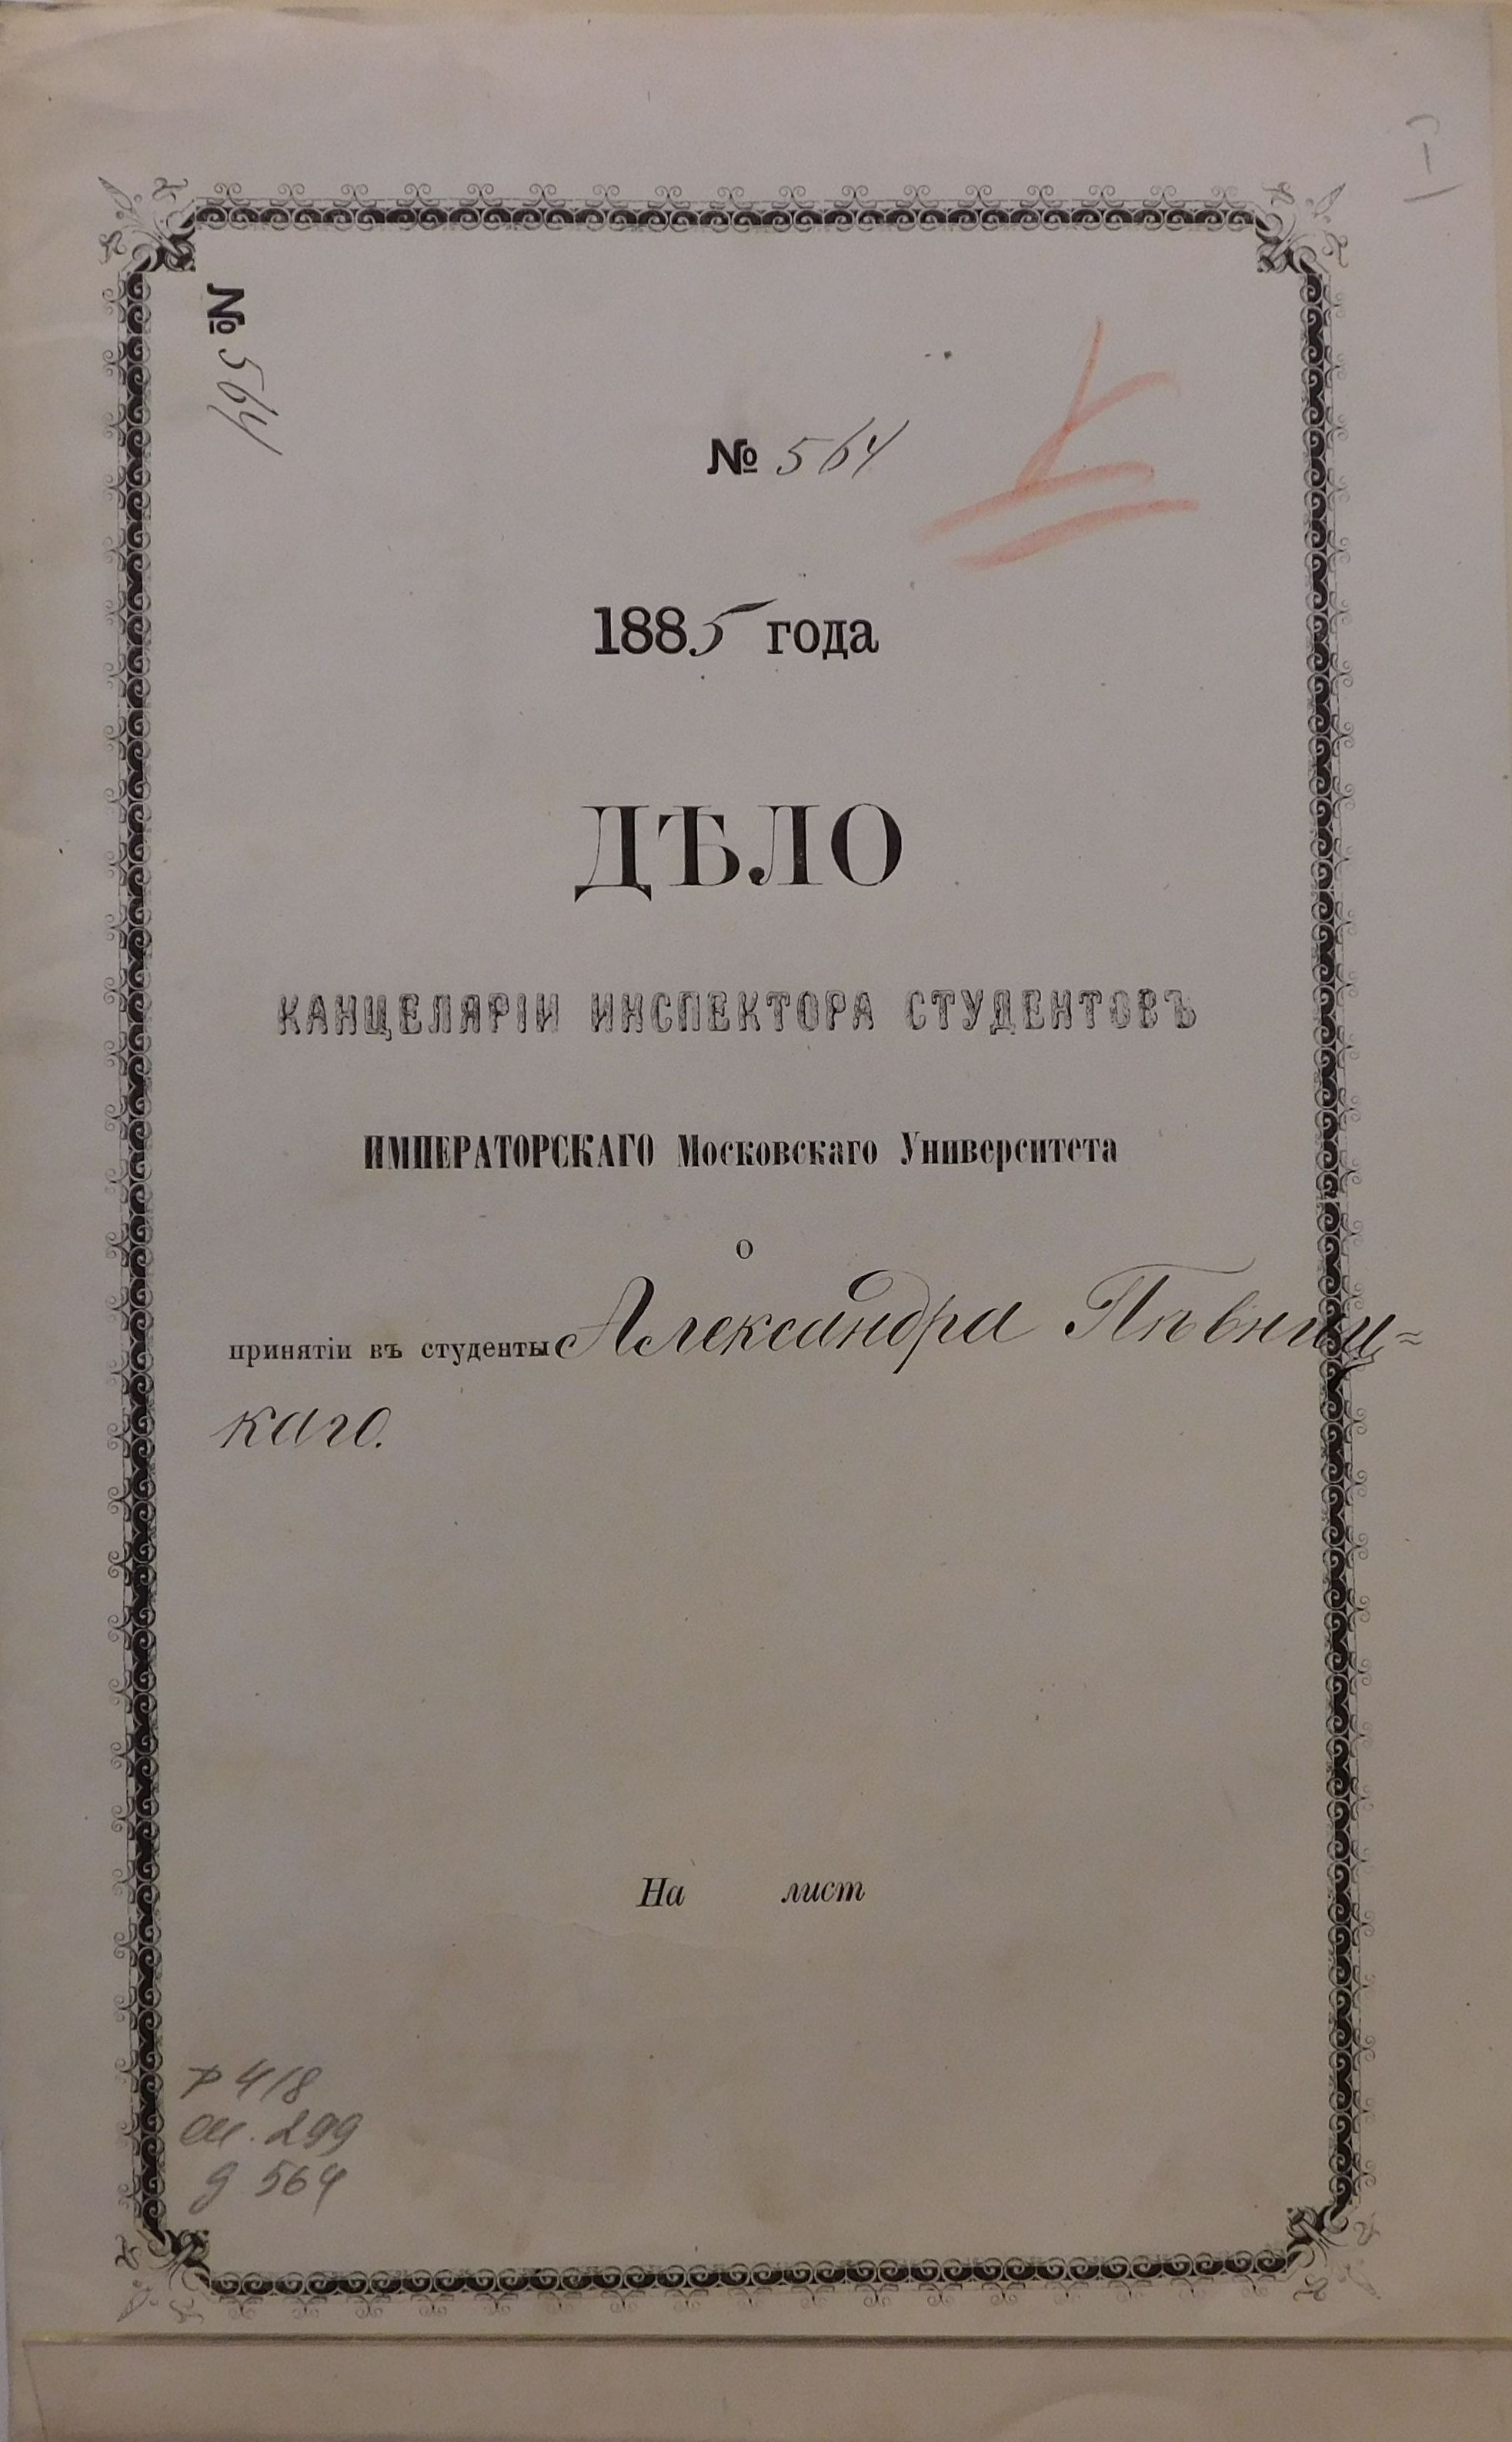 № 564
№ 564
1885 года
ДѢЛО
КАНЦЕЛЯРІИ ИНСПЕКТОРА СТУДЕНТОВЪ
ИМПЕРАТОРСКАГО Московскаго Университета
о
принятіи въ студенты Александра Пѣвниц=
каго.
На лист
ф 418
оп. 299
д 564